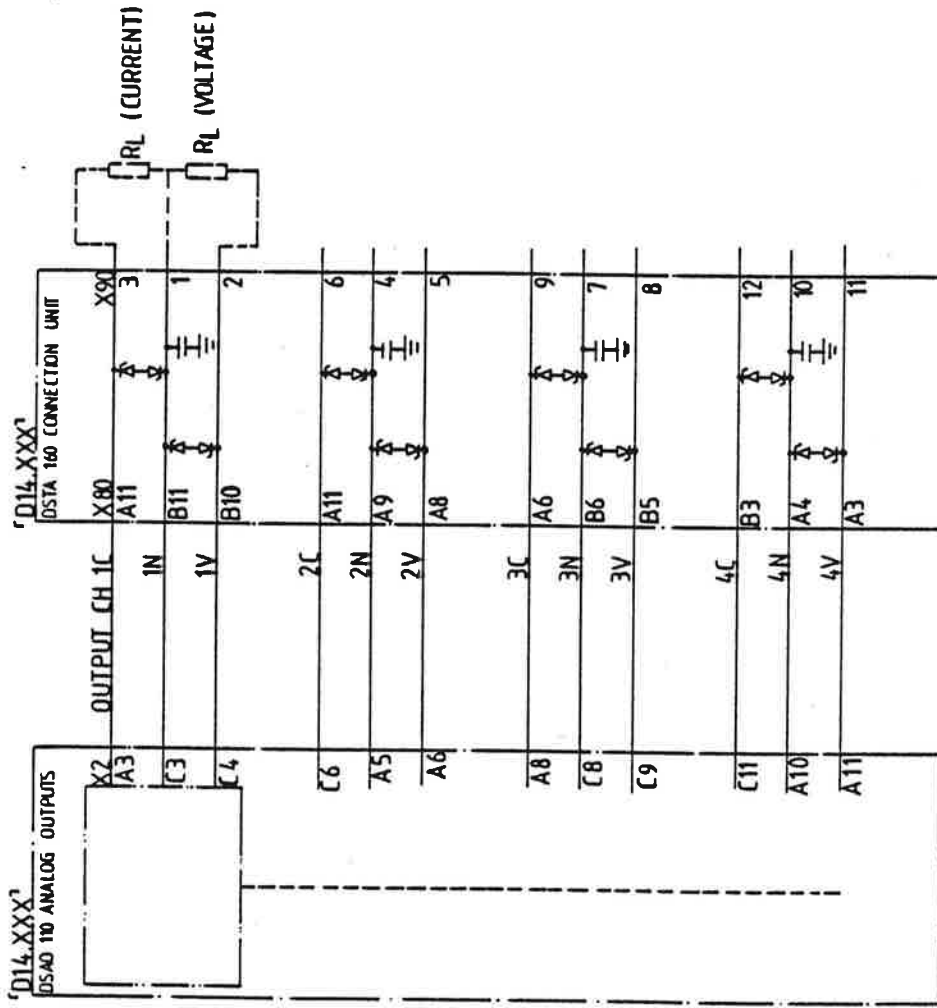 D14.XXX
DSAO 110 ANALOG OUTPUTS
X2
A3
C3
C4
C6
A5
A6
A8
C8
C9
C11
A10
A11
OUTPUT CH 1C
1N
1V
2C
2N
2V
3C
3N
3V
4C
4N
4V
D14.XXX
DSTA 160 CONNECTION UNIT
X80
A11
B11
B10
A11
A9
A8
A6
B6
B5
B3
A4
A3
X90
3
1
2
6
4
5
9
7
8
12
10
11
RL (CURRENT)
RL (VOLTAGE)